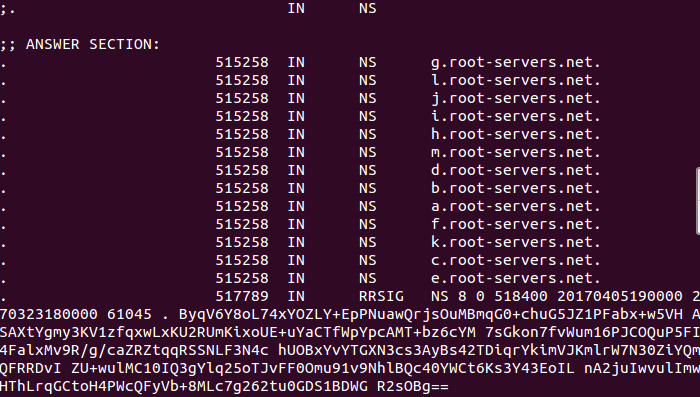 ;. IN NS
;; ANSWER SECTION:
. 515258 IN NS g.root-servers.net.
. 515258 IN NS l.root-servers.net.
. 515258 IN NS j.root-servers.net.
. 515258 IN NS i.root-servers.net.
. 515258 IN NS h.root-servers.net.
. 515258 IN NS m.root-servers.net.
. 515258 IN NS d.root-servers.net.
. 515258 IN NS b.root-servers.net.
. 515258 IN NS a.root-servers.net.
. 515258 IN NS f.root-servers.net.
. 515258 IN NS k.root-servers.net.
. 515258 IN NS c.root-servers.net.
. 515258 IN NS e.root-servers.net.
. 517789 IN RRSIG NS 8 0 518400 20170405190000 2
70323180000 61045 . ByqV6Y8oL74xYOZLY+EpPNuawQrjsOuMBmqG0+chuG5JZ1PFabx+w5VH A
SAXtYgmy3KV1zfqxwLxKU2RUmKixoUE+uYaCTfWpYpcAMT+bz6cYM 7sGkon7fvWum16PJCOQuP5FI
4FalxMv9R/g/caZRZtqqRSSNLF3N4c hUOBxYvYTGXN3cs3AyBs42TDiqrYkimVJKmlrW7N30ZiYQm
QFRRDvI ZU+wulMC10IQ3gYlq25oTJvFF0Omu91v9NhlBQc40YWCt6Ks3Y43EoIL nA2juIwvulImw
HThLrqGCtoH4PWcQFyVb+8MLc7g262tu0GDS1BDWG R2sOBg==